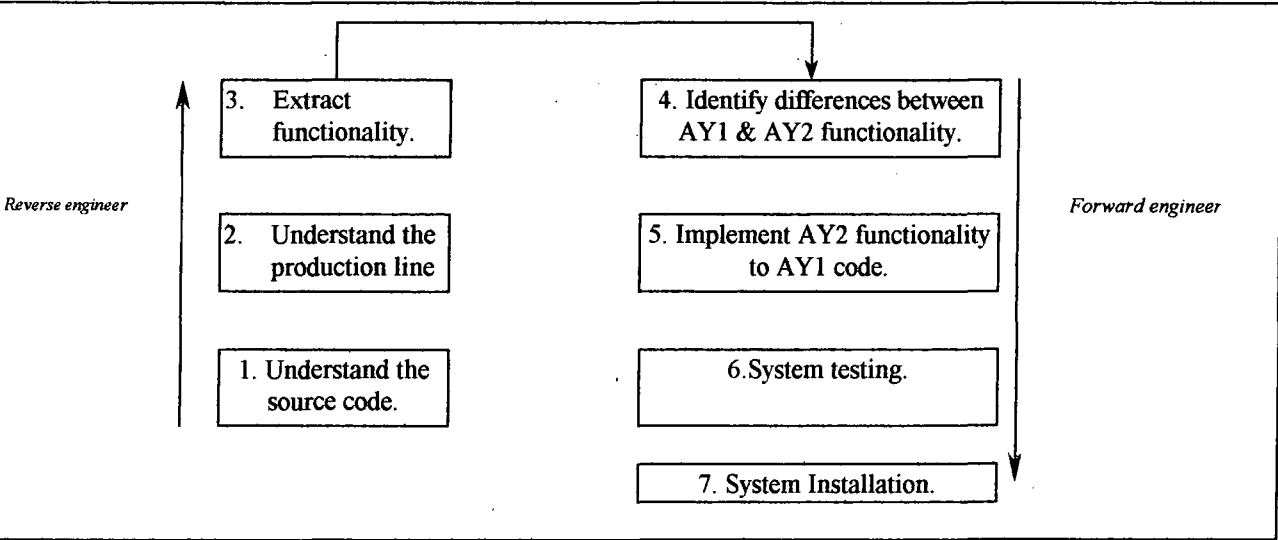 3. Extract
functionality.
Reverse engineer
2. Understand the
production line
1. Understand the
source code.
4. Identify differences between
AY1 & AY2 functionality.
Forward engineer
5. Implement AY2 functionality
to AY1 code.
6.System testing.
7. System Installation.